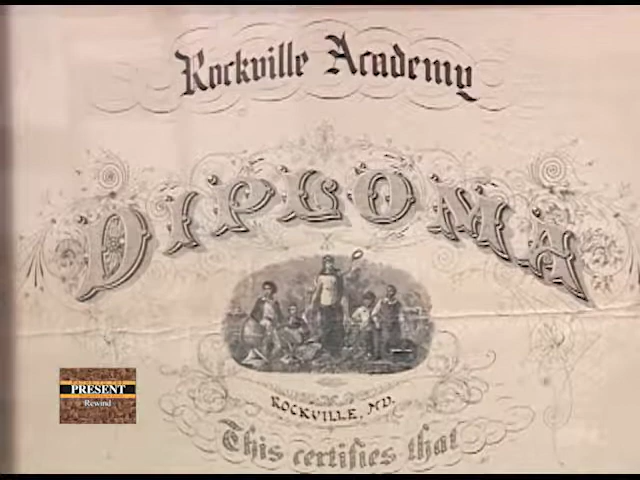 Rockville Academy
DIPLOMA
ROCKVILLE, MD.
This certifies that
PRESENT
Rewind